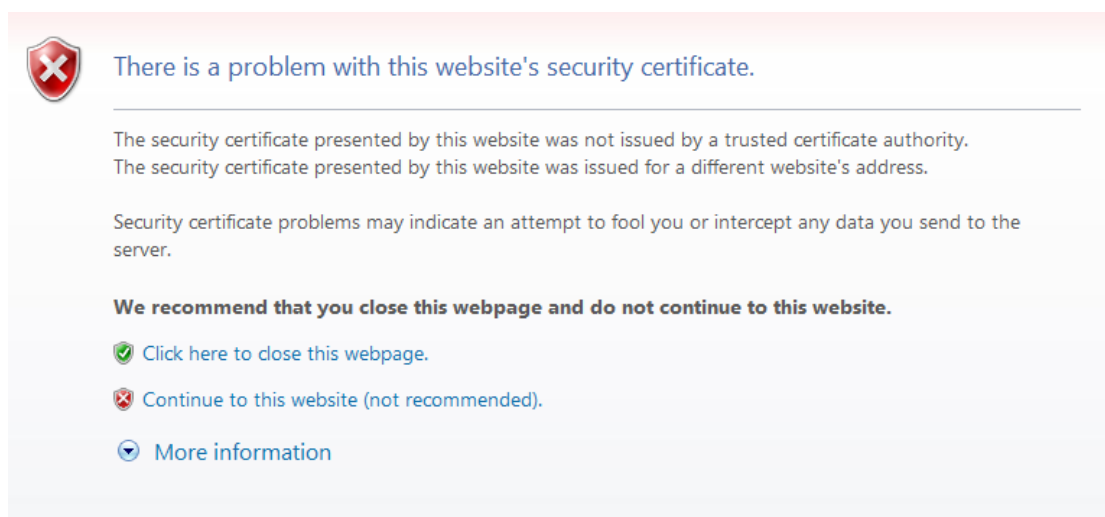 There is a problem with this website's security certificate.
The security certificate presented by this website was not issued by a trusted certificate authority.
The security certificate presented by this website was issued for a different website's address.
Security certificate problems may indicate an attempt to fool you or intercept any data you send to the
server.
We recommend that you close this webpage and do not continue to this website.
Click here to close this webpage.
Continue to this website (not recommended).
More information